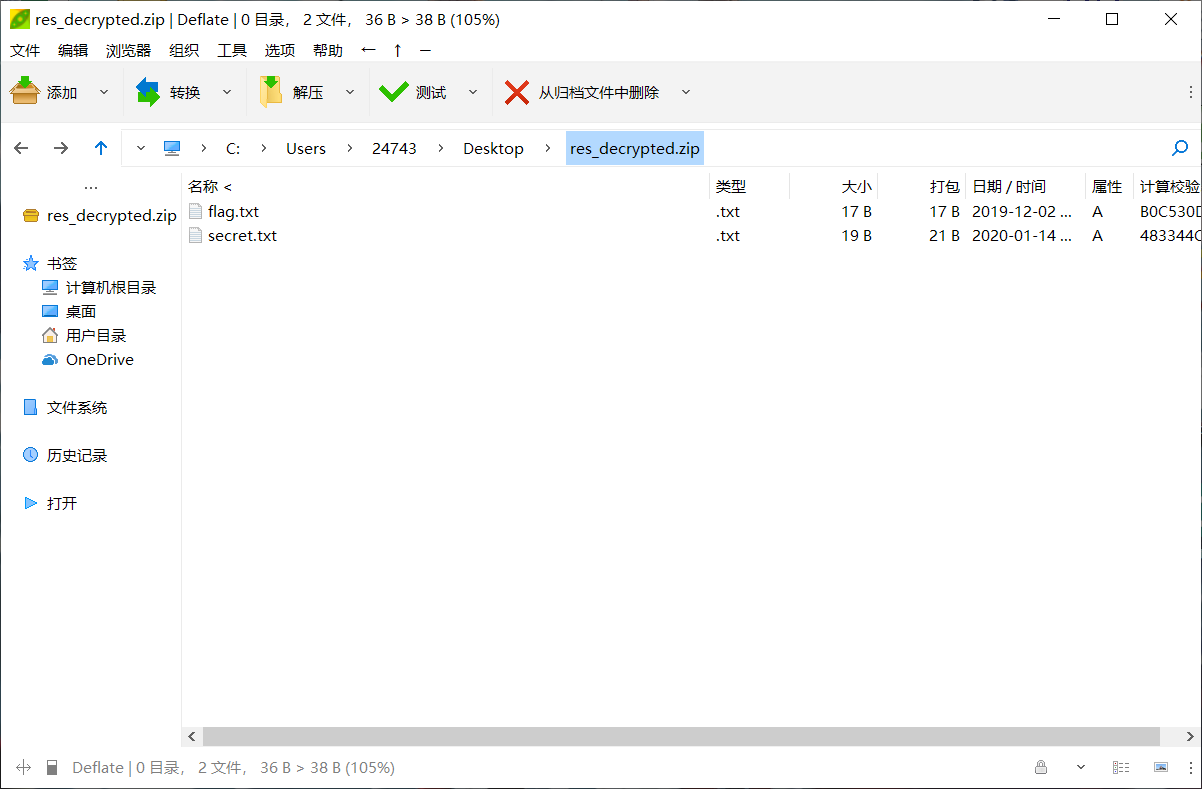 res_decrypted.zip | Deflate | 0 目录， 2 文件， 36 B > 38 B (105%)
文件 编辑 浏览器 组织 工具 选项 帮助 ← ↑ –
添加 转换 解压 测试 从归档文件中删除
C: > Users > 24743 > Desktop > res_decrypted.zip
... 名称 < 类型 大小 打包 日期 / 时间 属性 计算校验
flag.txt .txt 17 B 17 B 2019-12-02 ... A B0C530D
res_decrypted.zip
secret.txt .txt 19 B 21 B 2020-01-14 ... A 483344C
书签
计算机根目录
桌面
用户目录
OneDrive
文件系统
历史记录
打开
Deflate | 0 目录， 2 文件， 36 B > 38 B (105%)